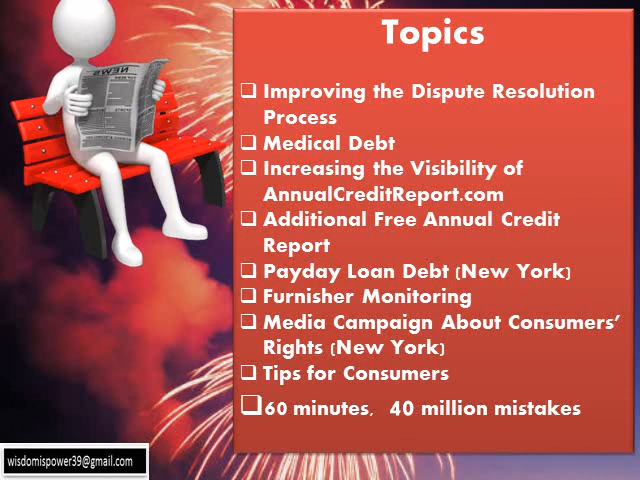 Topics
NEWS
Improving the Dispute Resolution
Process
Medical Debt
Increasing the Visibility of
AnnualCreditReport.com
Additional Free Annual Credit
Report
Payday Loan Debt (New York)
Furnisher Monitoring
Media Campaign About Consumers’
Rights (New York)
Tips for Consumers
60 minutes, 40 million mistakes
wisdomispower39@gmail.com